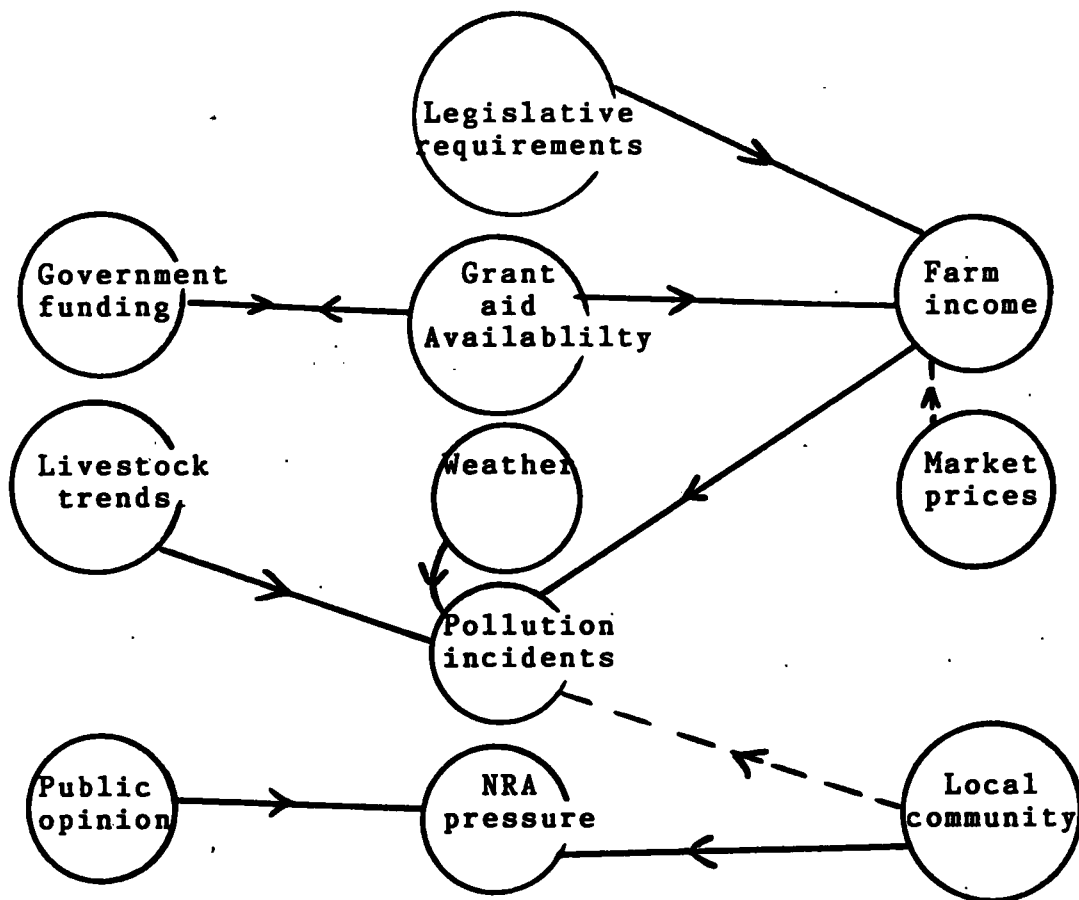 Legislative
requirements
Government
funding
Grant
aid
Availablilty
Farm
income
Livestock
trends
Weather
Market
prices
Pollution
incidents
Public
opinion
NRA
pressure
Local
community